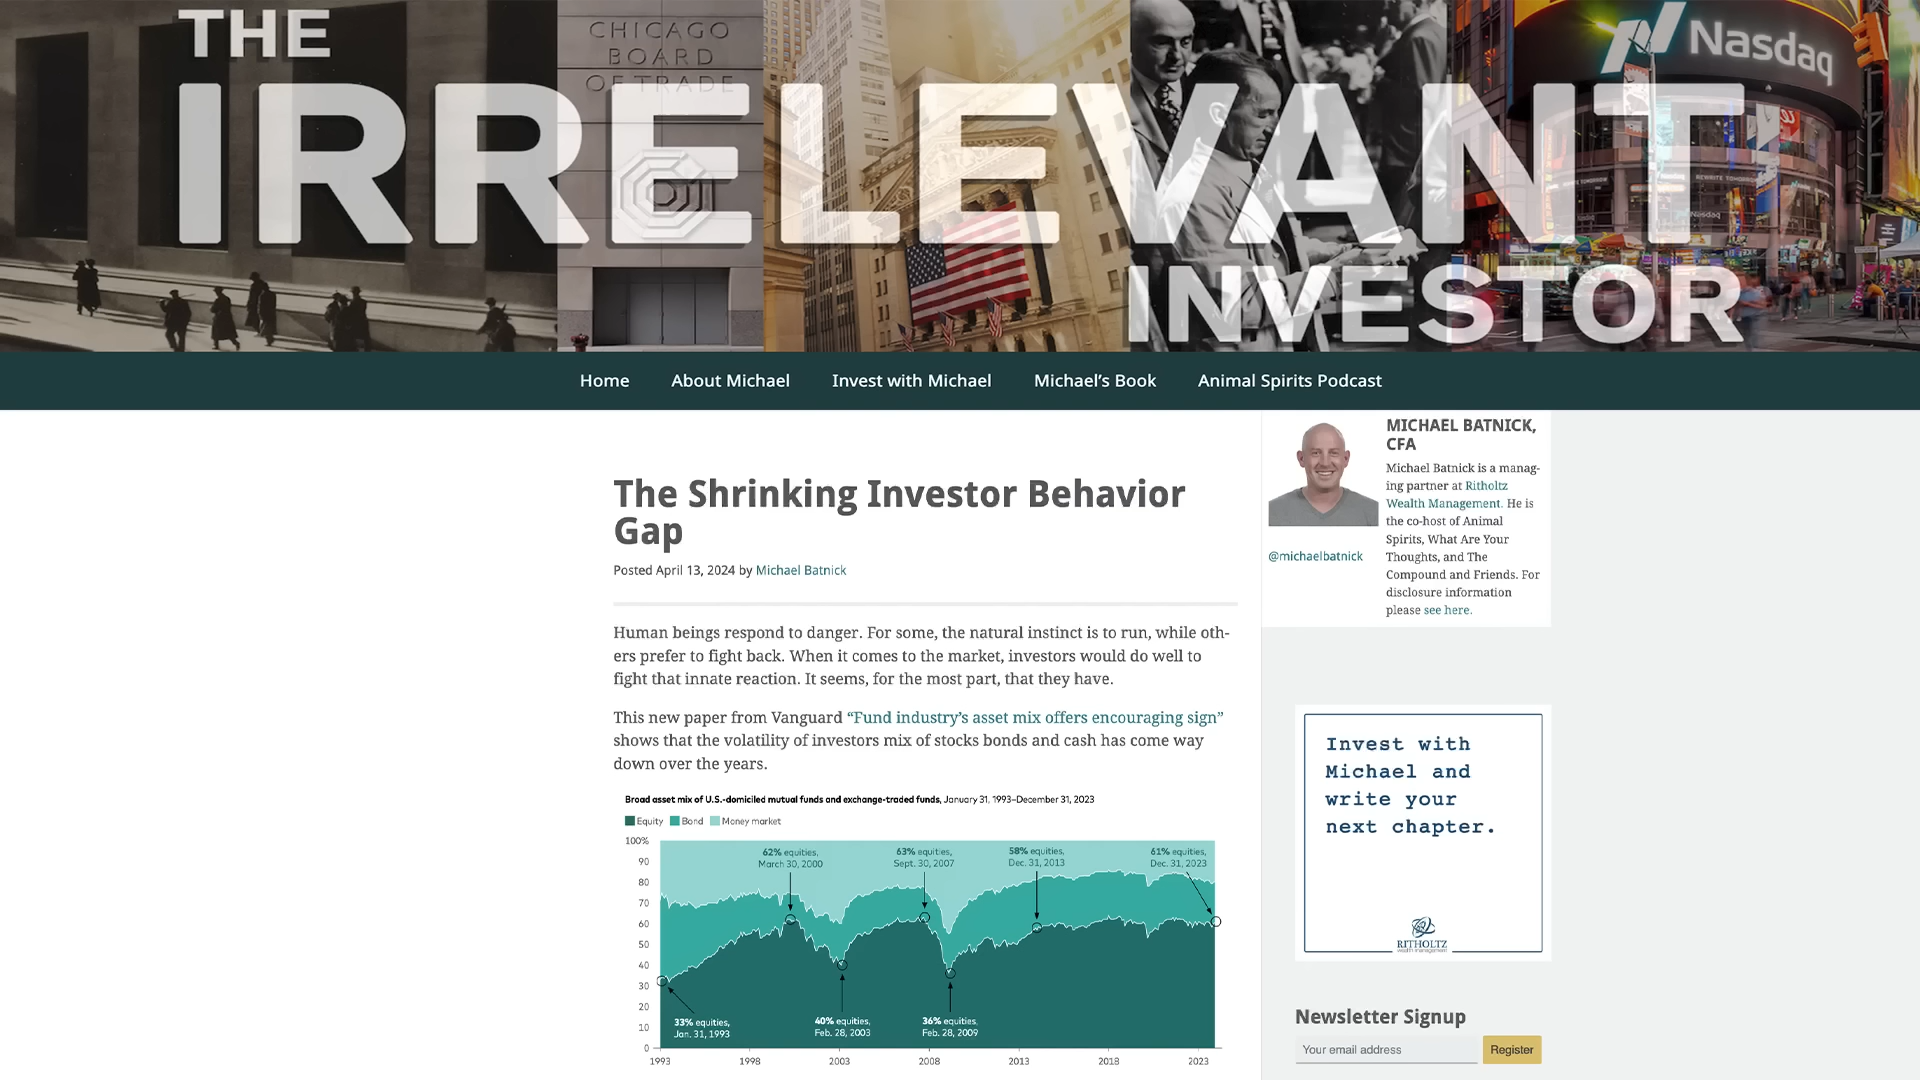 THE
IRRELEVANT
INVESTOR
CHICAGO
BOARD
OF TRADE
Nasdaq
Nasdaq
Home
About Michael
Invest with Michael
Michael's Book
Animal Spirits Podcast
The Shrinking Investor Behavior
Gap
Posted April 13, 2024 by Michael Batnick
Human beings respond to danger. For some, the natural instinct is to run, while oth-
ers prefer to fight back. When it comes to the market, investors would do well to
fight that innate reaction. It seems, for the most part, that they have.
This new paper from Vanguard “Fund industry’s asset mix offers encouraging sign”
shows that the volatility of investors mix of stocks bonds and cash has come way
down over the years.
Broad asset mix of U.S.-domiciled mutual funds and exchange-traded funds, January 31, 1993–December 31, 2023
Equity
Bond
Money market
100%
90
80
70
60
50
40
30
20
10
0
62% equities,
March 30, 2000
63% equities,
Sept. 30, 2007
58% equities,
Dec. 31, 2013
61% equities,
Dec. 31, 2023
33% equities,
Jan. 31, 1993
40% equities,
Feb. 28, 2003
36% equities,
Feb. 28, 2009
1993
1998
2003
2008
2013
2018
2023
MICHAEL BATNICK,
CFA
Michael Batnick is a manag-
ing partner at Ritholtz
Wealth Management. He is
the co-host of Animal
Spirits, What Are Your
Thoughts, and The
Compound and Friends. For
disclosure information
please see here.
@michaelbatnick
Invest with
Michael and
write your
next chapter.
RITHOLTZ
wealth management
Newsletter Signup
Your email address
Register